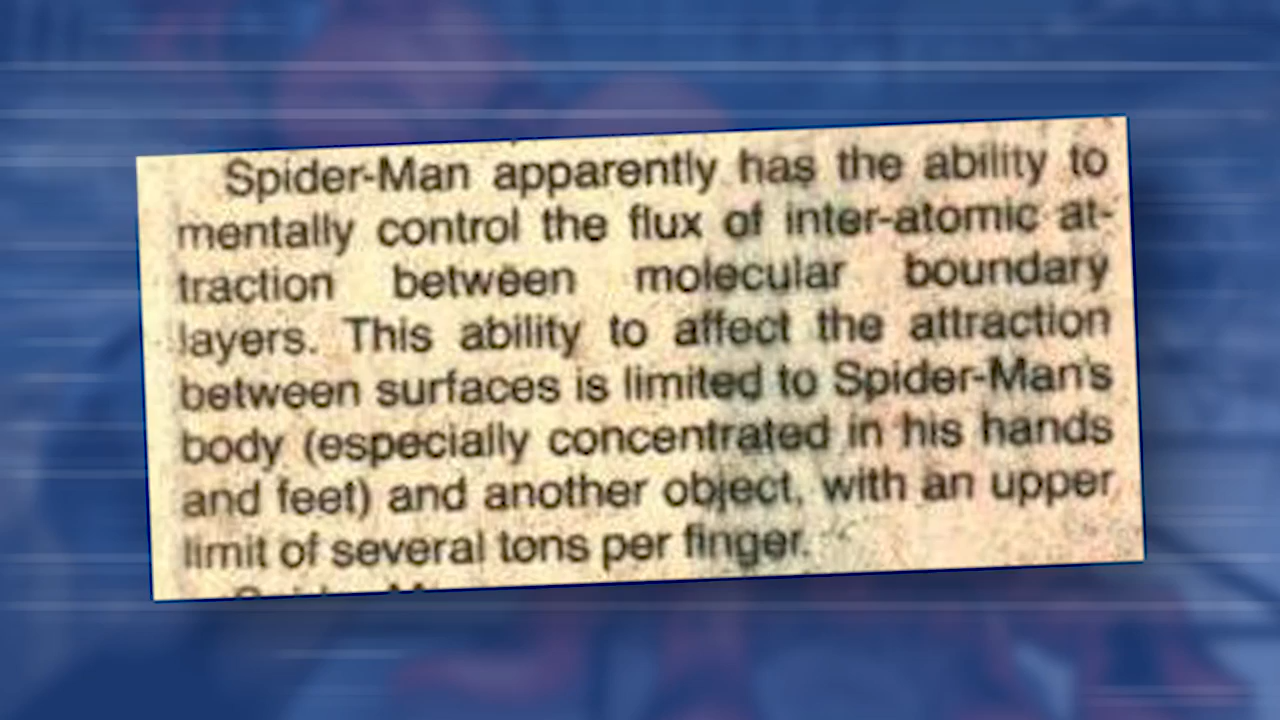 Spider-Man apparently has the ability to
mentally control the flux of inter-atomic at-
traction between molecular boundary
layers. This ability to affect the attraction
between surfaces is limited to Spider-Man's
body (especially concentrated in his hands
and feet) and another object, with an upper
limit of several tons per finger.